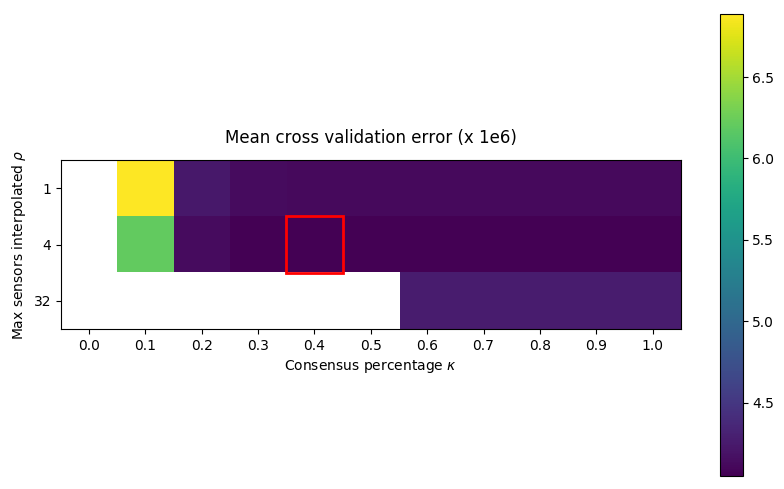 Mean cross validation error (x 1e6)
Max sensors interpolated ρ
1
4
32
0.0 0.1 0.2 0.3 0.4 0.5 0.6 0.7 0.8 0.9 1.0
Consensus percentage κ
6.5
6.0
5.5
5.0
4.5